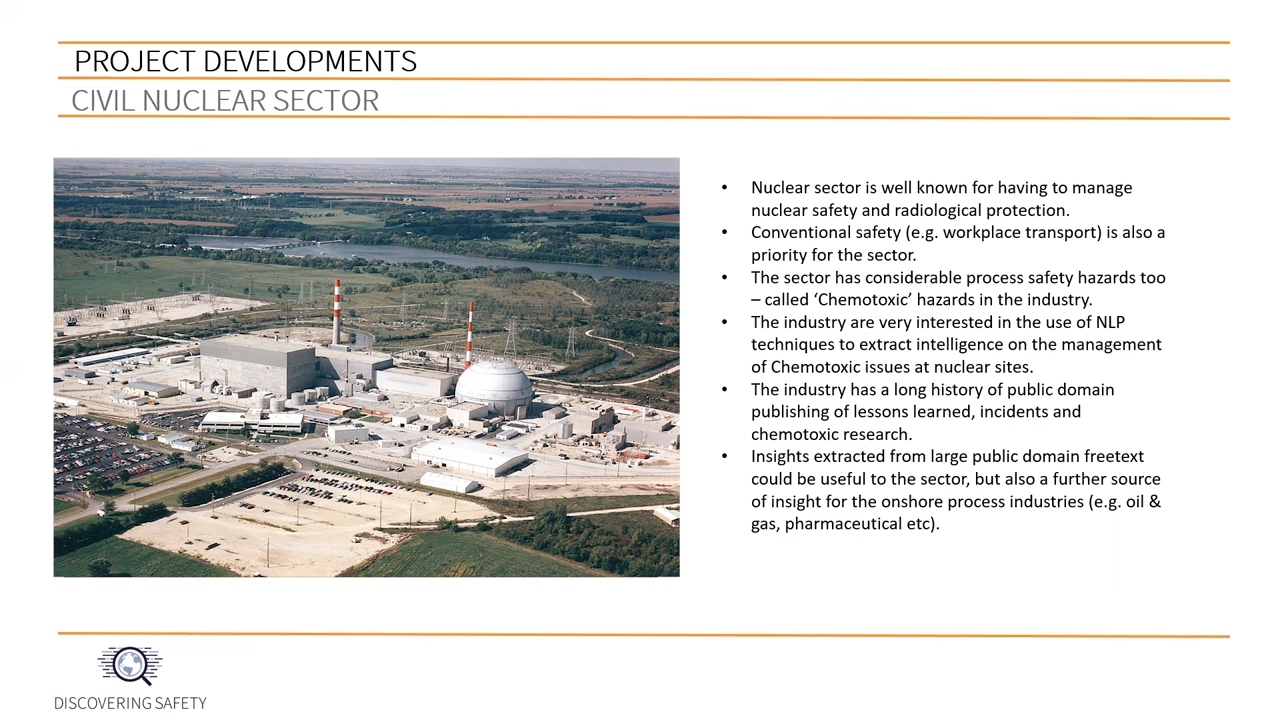 PROJECT DEVELOPMENTS
CIVIL NUCLEAR SECTOR
• Nuclear sector is well known for having to manage
nuclear safety and radiological protection.
• Conventional safety (e.g. workplace transport) is also a
priority for the sector.
• The sector has considerable process safety hazards too
– called ‘Chemotoxic’ hazards in the industry.
• The industry are very interested in the use of NLP
techniques to extract intelligence on the management
of Chemotoxic issues at nuclear sites.
• The industry has a long history of public domain
publishing of lessons learned, incidents and
chemotoxic research.
• Insights extracted from large public domain freetext
could be useful to the sector, but also a further source
of insight for the onshore process industries (e.g. oil &
gas, pharmaceutical etc).
DISCOVERING SAFETY